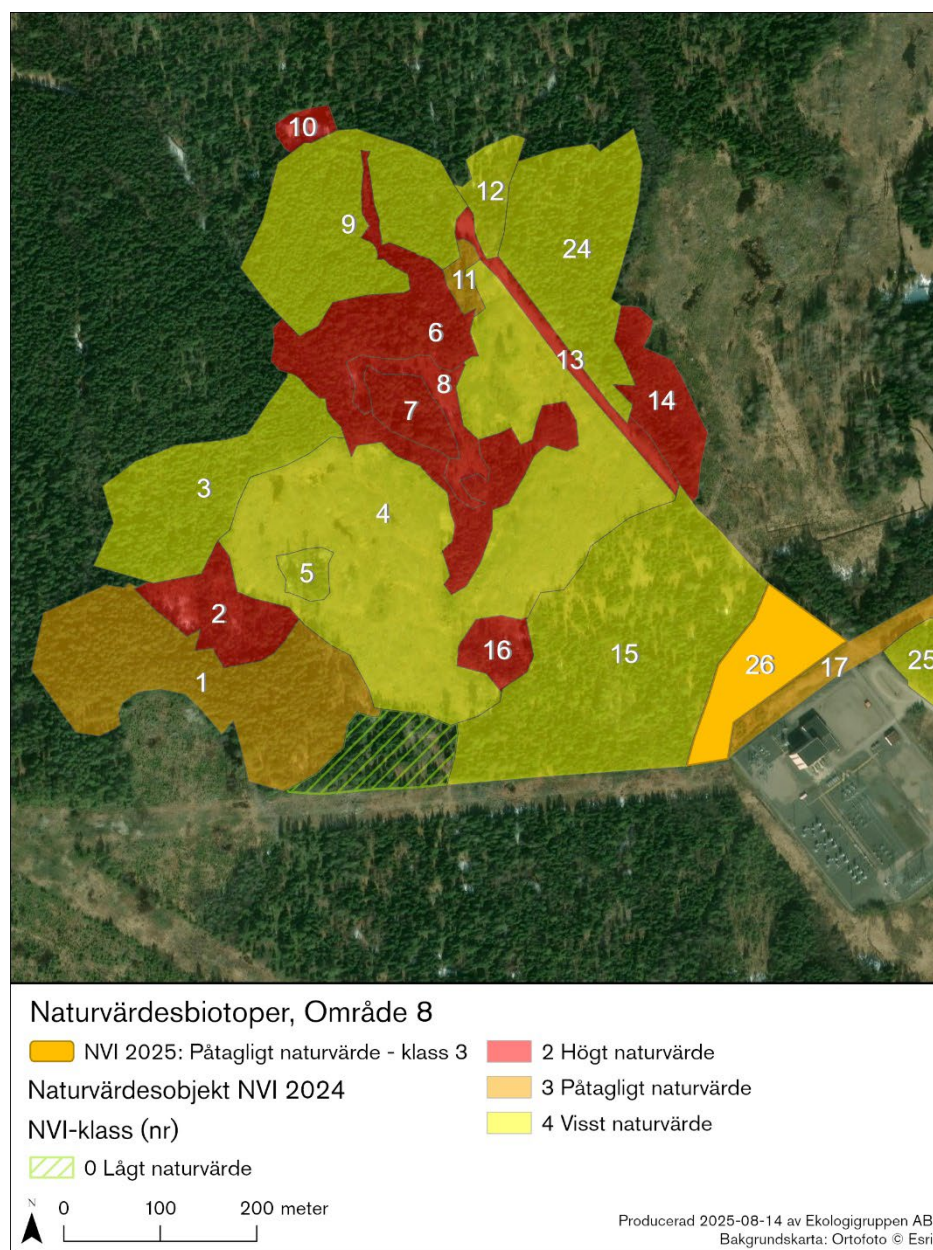 10
12
9
24
11
6
13
8
7
14
3
4
5
2
16
15
1
26
17
25
Naturvärdesbiotoper, Område 8
NVI 2025: Påtagligt naturvärde - klass 3
Naturvärdesobjekt NVI 2024
NVI-klass (nr)
0 Lågt naturvärde
2 Högt naturvärde
3 Påtagligt naturvärde
4 Visst naturvärde
N
0 100 200 meter
Producerad 2025-08-14 av Ekologigruppen AB
Bakgrundskarta: Ortofoto © Esri